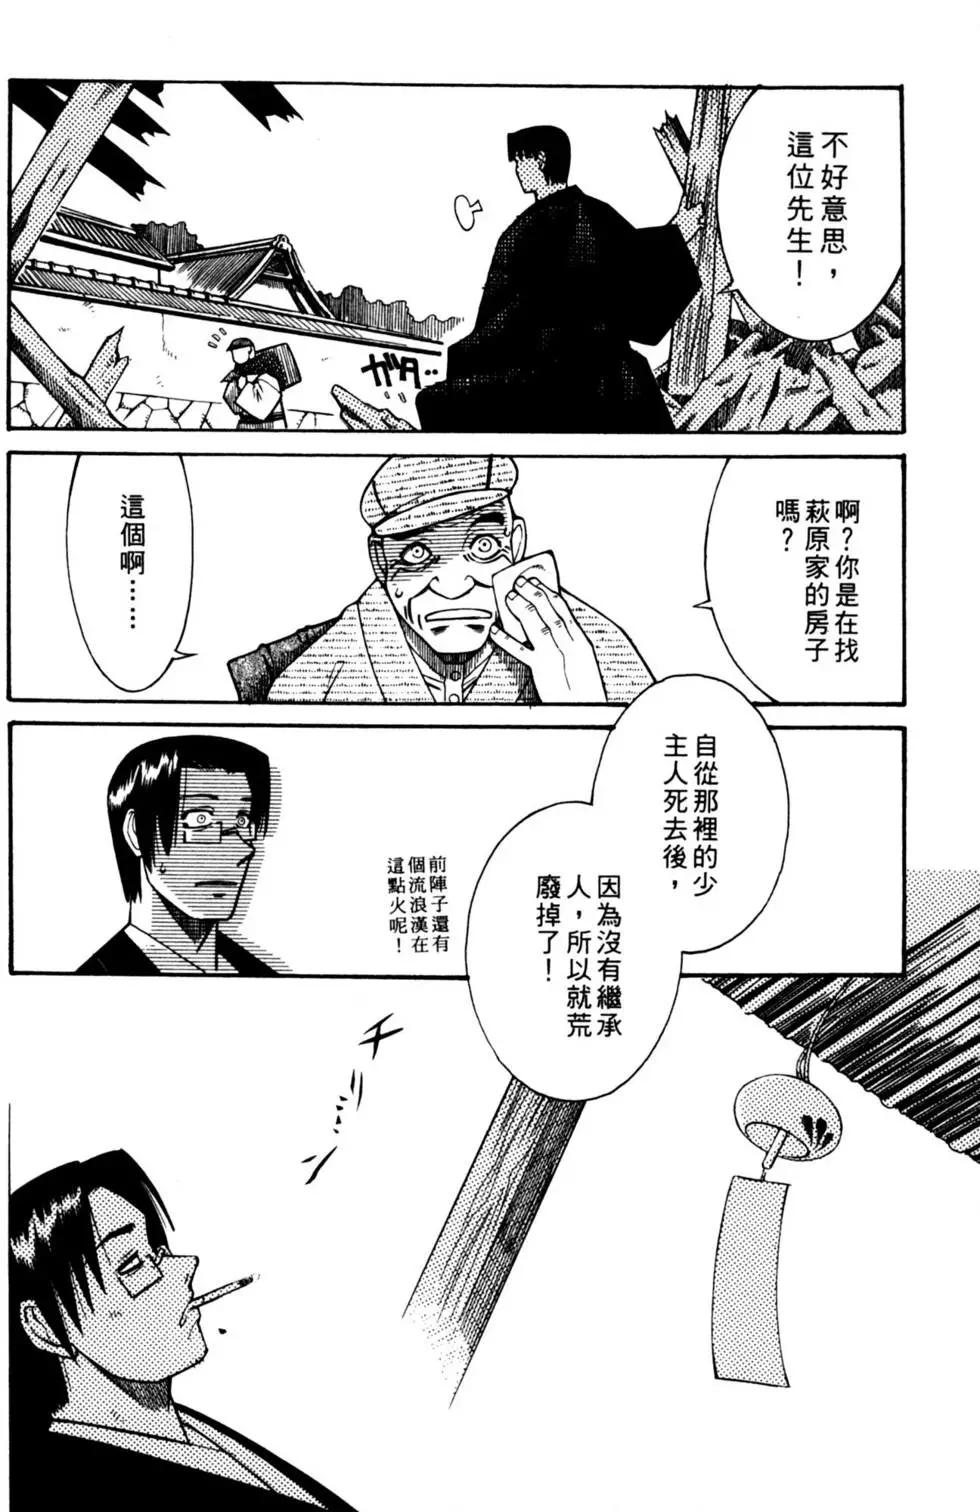 不好意思，
這位先生！
ガタ…
啊？你是在找
萩原家的房子
嗎？
這個啊……
自從那裡的少
主人死去後，
因為沒有繼承
人，所以就荒
廢掉了！
前陣子還有
個流浪漢在
這點火呢！
チリン